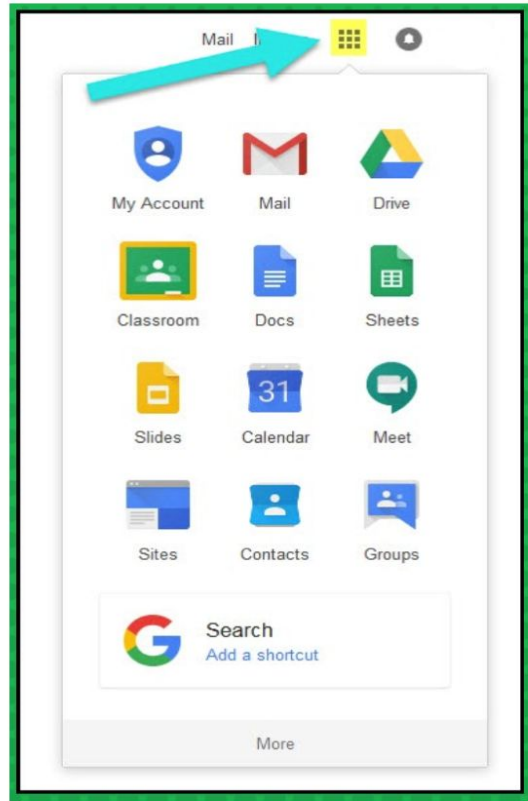 Mail
My Account Mail Drive
Classroom Docs Sheets
31
Slides Calendar Meet
Sites Contacts Groups
Search
Add a shortcut
More